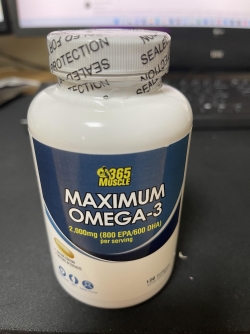 SEALED FOR
PROTECTION
SEALED
365
MUSCLE
MAXIMUM
OMEGA-3
2,000mg (800 EPA/600 DHA)
per serving